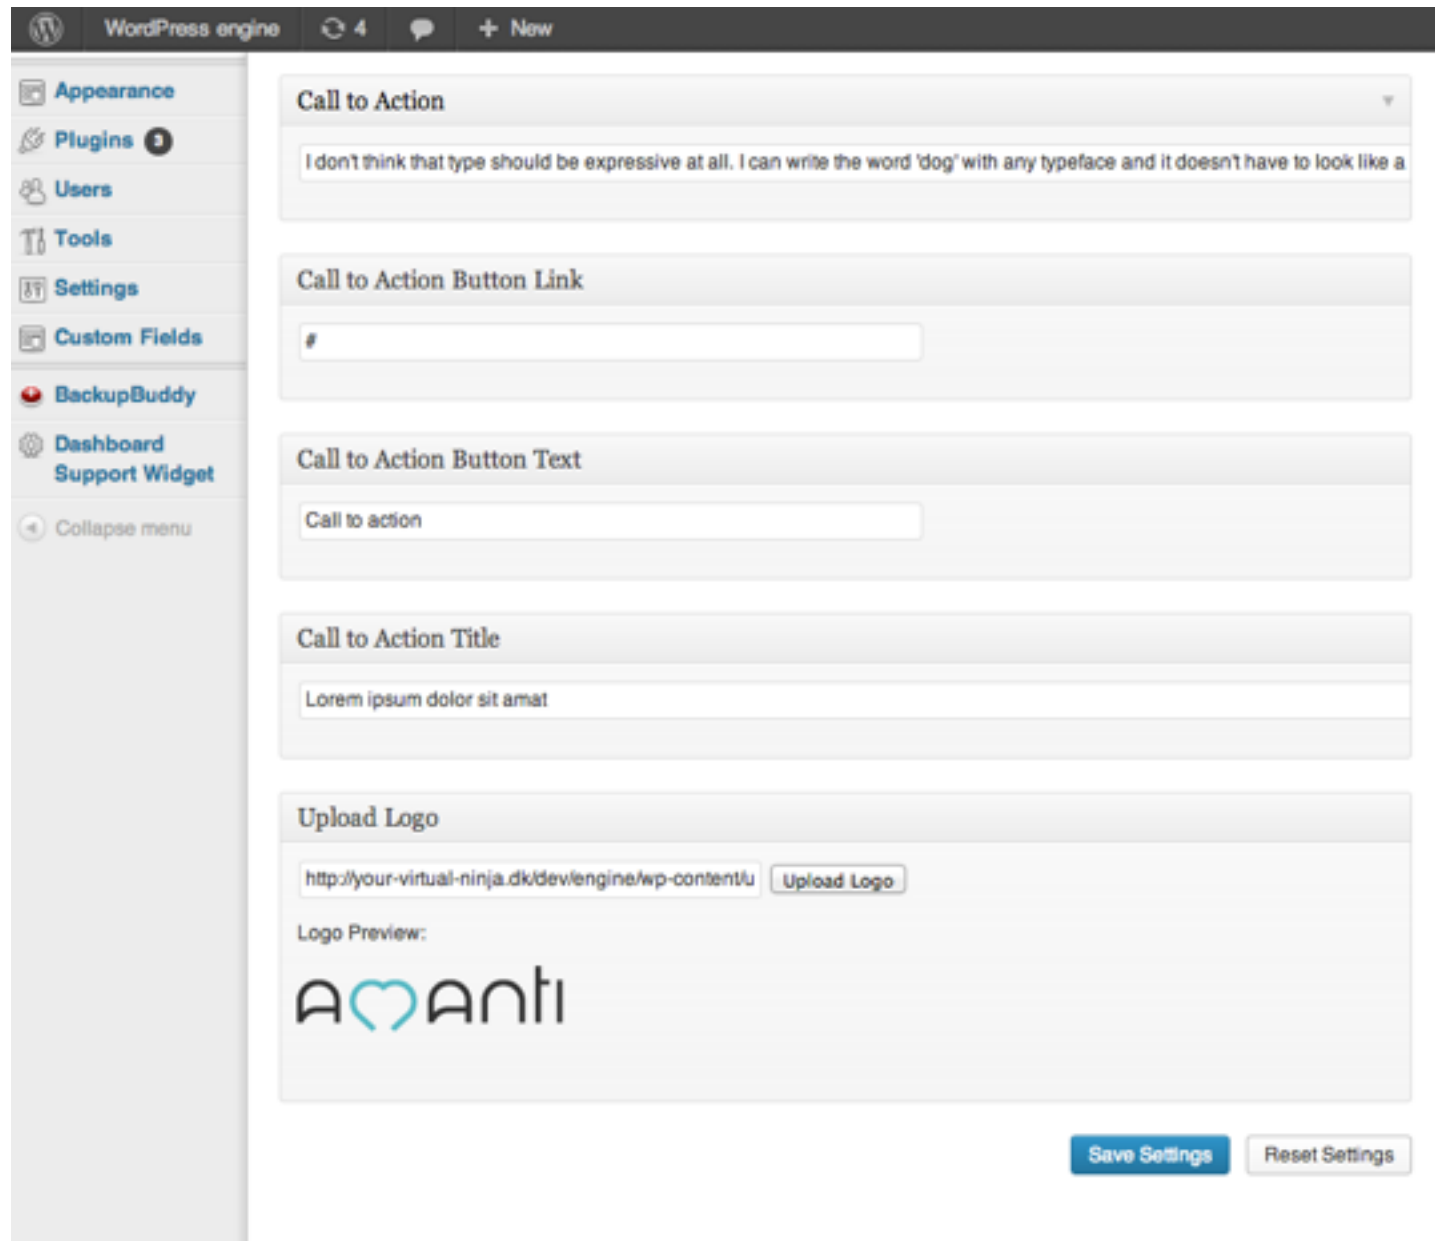 WordPress engine 4 + New
Appearance
Plugins 3
Users
Tools
Settings
Custom Fields
BackupBuddy
Dashboard
Support Widget
Collapse menu
Call to Action
I don't think that type should be expressive at all. I can write the word 'dog' with any typeface and it doesn't have to look like a
Call to Action Button Link
#
Call to Action Button Text
Call to action
Call to Action Title
Lorem ipsum dolor sit amat
Upload Logo
http://your-virtual-ninja.dk/dev/engine/wp-content/u Upload Logo
Logo Preview:
amanti
Save Settings Reset Settings